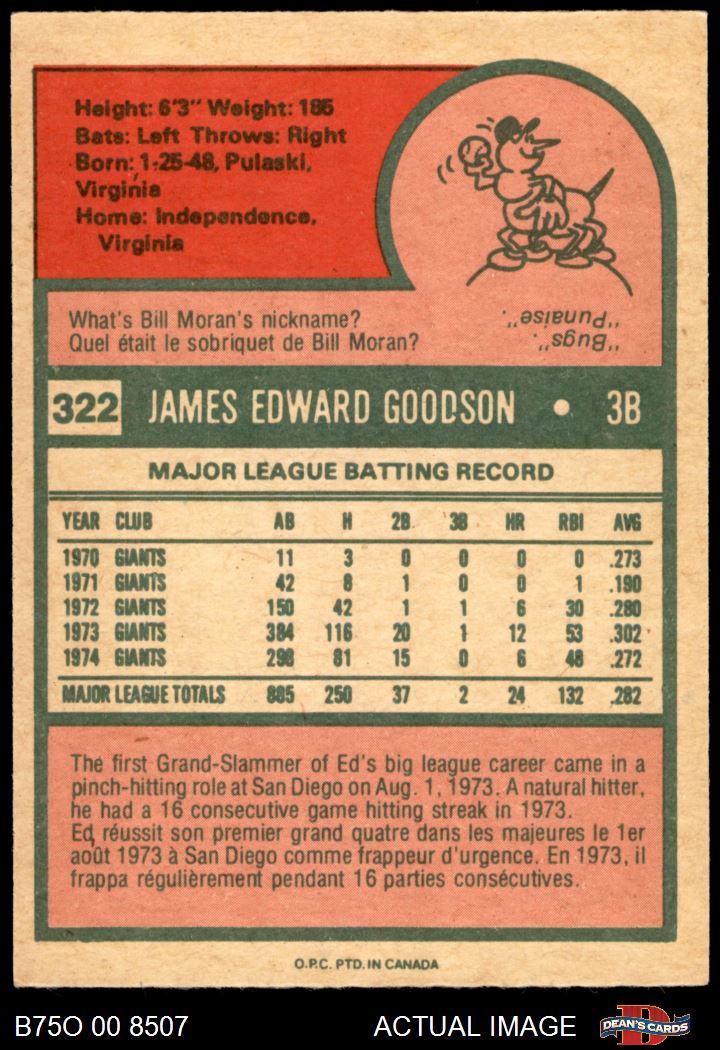 Height: 6'3" Weight: 185
Bats: Left Throws: Right
Born: 1-25-48, Pulaski,
Virginia
Home: Independence,
Virginia
What's Bill Moran's nickname?
Quel était le sobriquet de Bill Moran?
"Bugs".
"Punaise".
322 JAMES EDWARD GOODSON • 3B
MAJOR LEAGUE BATTING RECORD
YEAR CLUB AB H 2B 3B HR RBI AVG
1970 GIANTS 11 3 0 0 0 0 .273
1971 GIANTS 42 8 1 0 0 1 .190
1972 GIANTS 150 42 1 1 6 30 .280
1973 GIANTS 384 116 20 1 12 53 .302
1974 GIANTS 298 81 15 0 6 48 .272
MAJOR LEAGUE TOTALS 885 250 37 2 24 132 .282
The first Grand-Slammer of Ed's big league career came in a
pinch-hitting role at San Diego on Aug. 1, 1973. A natural hitter,
he had a 16 consecutive game hitting streak in 1973.
Ed, réussit son premier grand quatre dans les majeures le 1er
août 1973 à San Diego comme frappeur d'urgence. En 1973, il
frappa régulièrement pendant 16 parties consécutives.
O.P.C. PTD. IN CANADA
B75O 00 8507 ACTUAL IMAGE D DEAN'S CARDS